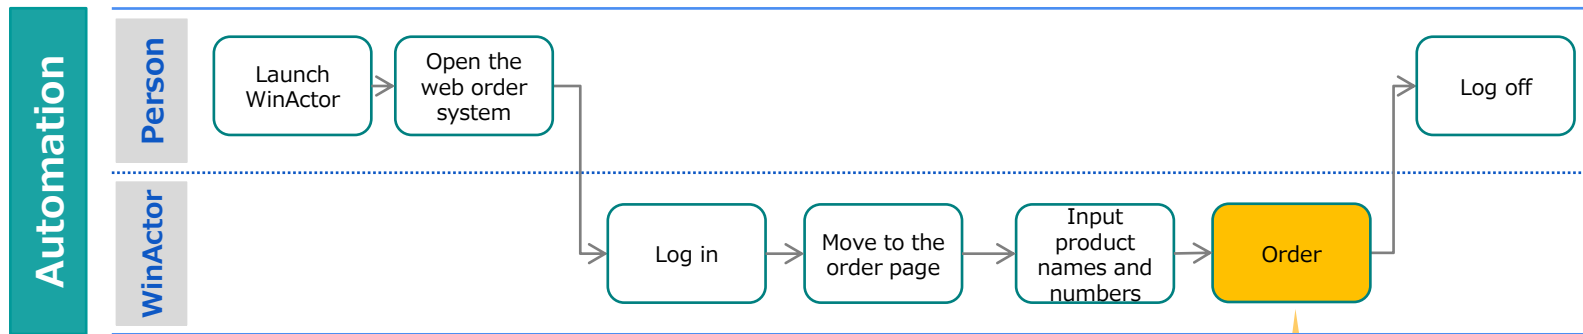 Automation
Person
Launch
WinActor
Open the
web order
system
Log off
WinActor
Log in
Move to the
order page
Input
product
names and
numbers
Order